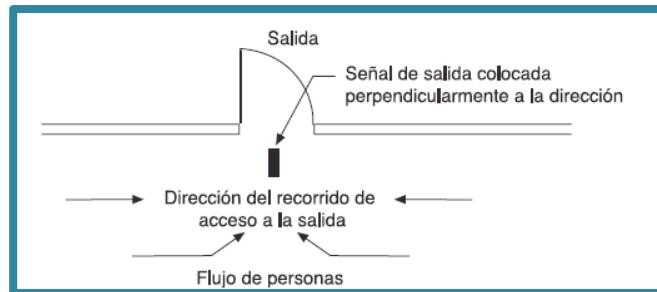 Salida
Señal de salida colocada
perpendicularmente a la dirección
Dirección del recorrido de
acceso a la salida
Flujo de personas